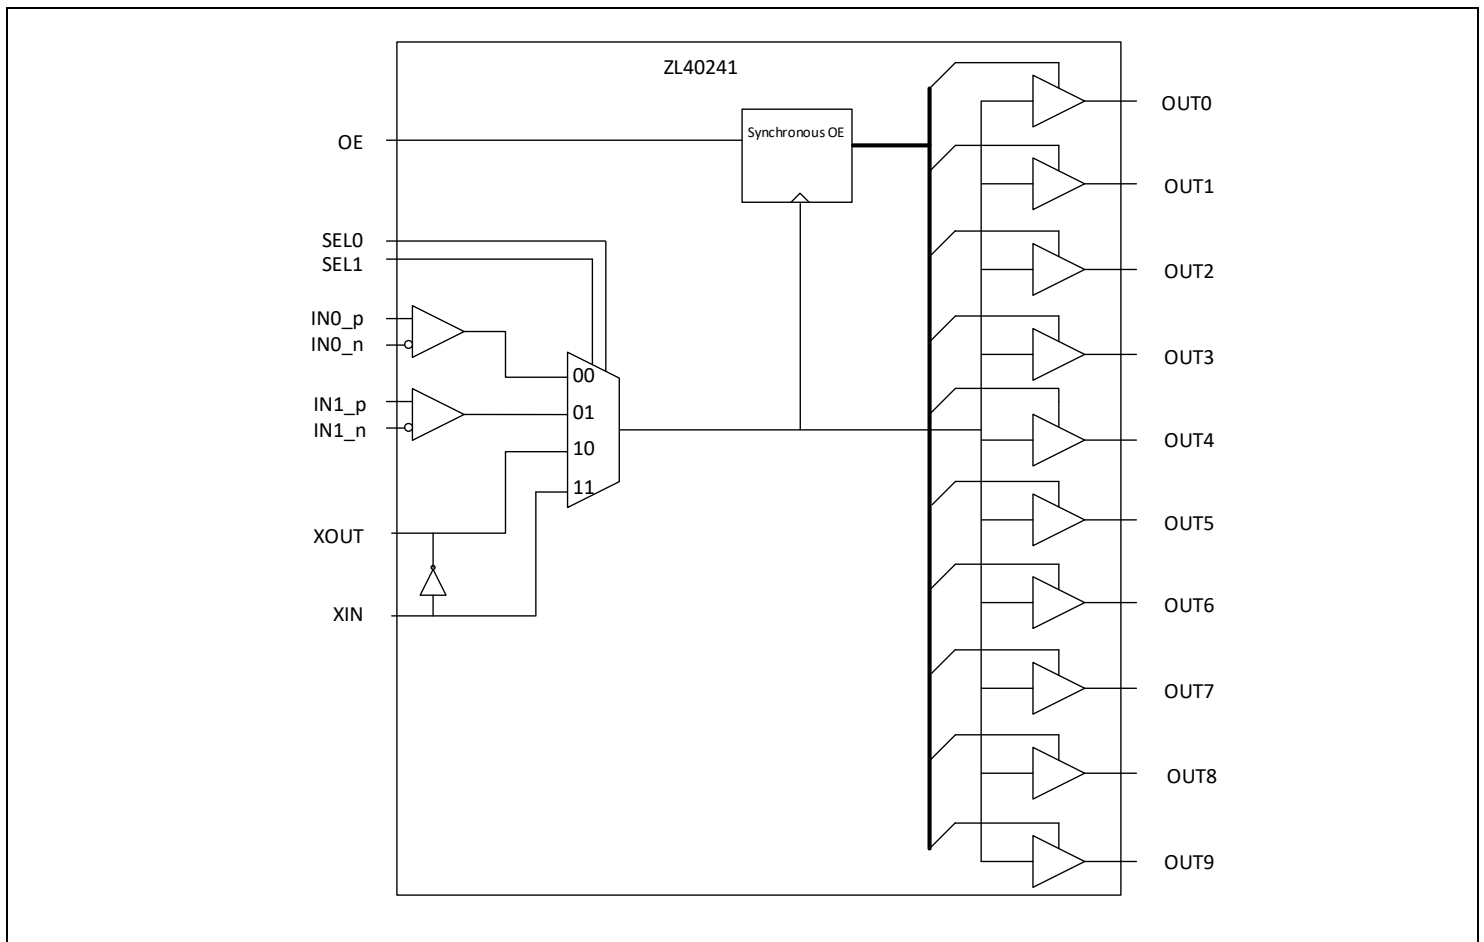 ZL40241
OUT0
Synchronous OE
OE
OUT1
SEL0
SEL1
OUT2
IN0_p
IN0_n
OUT3
00
IN1_p
IN1_n
01
OUT4
10
11
OUT5
XOUT
OUT6
XIN
OUT7
OUT8
OUT9